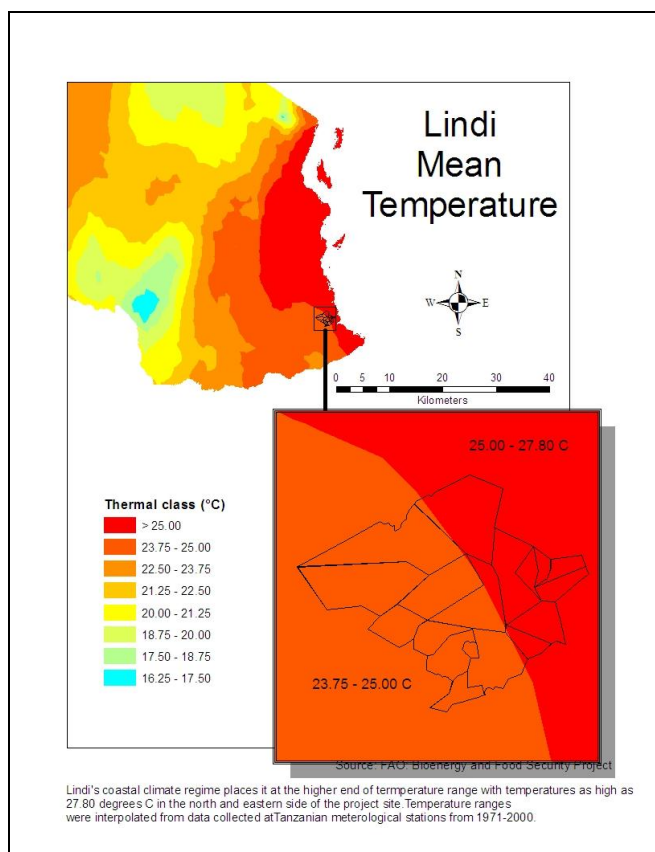 Lindi
Mean
Temperature
N
W E
S
0 5 10 20 30 40
Kilometers
25.00 - 27.80 C
Thermal class (°C)
> 25.00
23.75 - 25.00
22.50 - 23.75
21.25 - 22.50
20.00 - 21.25
18.75 - 20.00
17.50 - 18.75
16.25 - 17.50
23.75 - 25.00 C
Source: FAO: Bioenergy and Food Security Project
Lindi's coastal climate regime places it at the higher end of termperature range with temperatures as high as
27.80 degrees C in the north and eastern side of the project site.Temperature ranges
were interpolated from data collected atTanzanian meterological stations from 1971-2000.